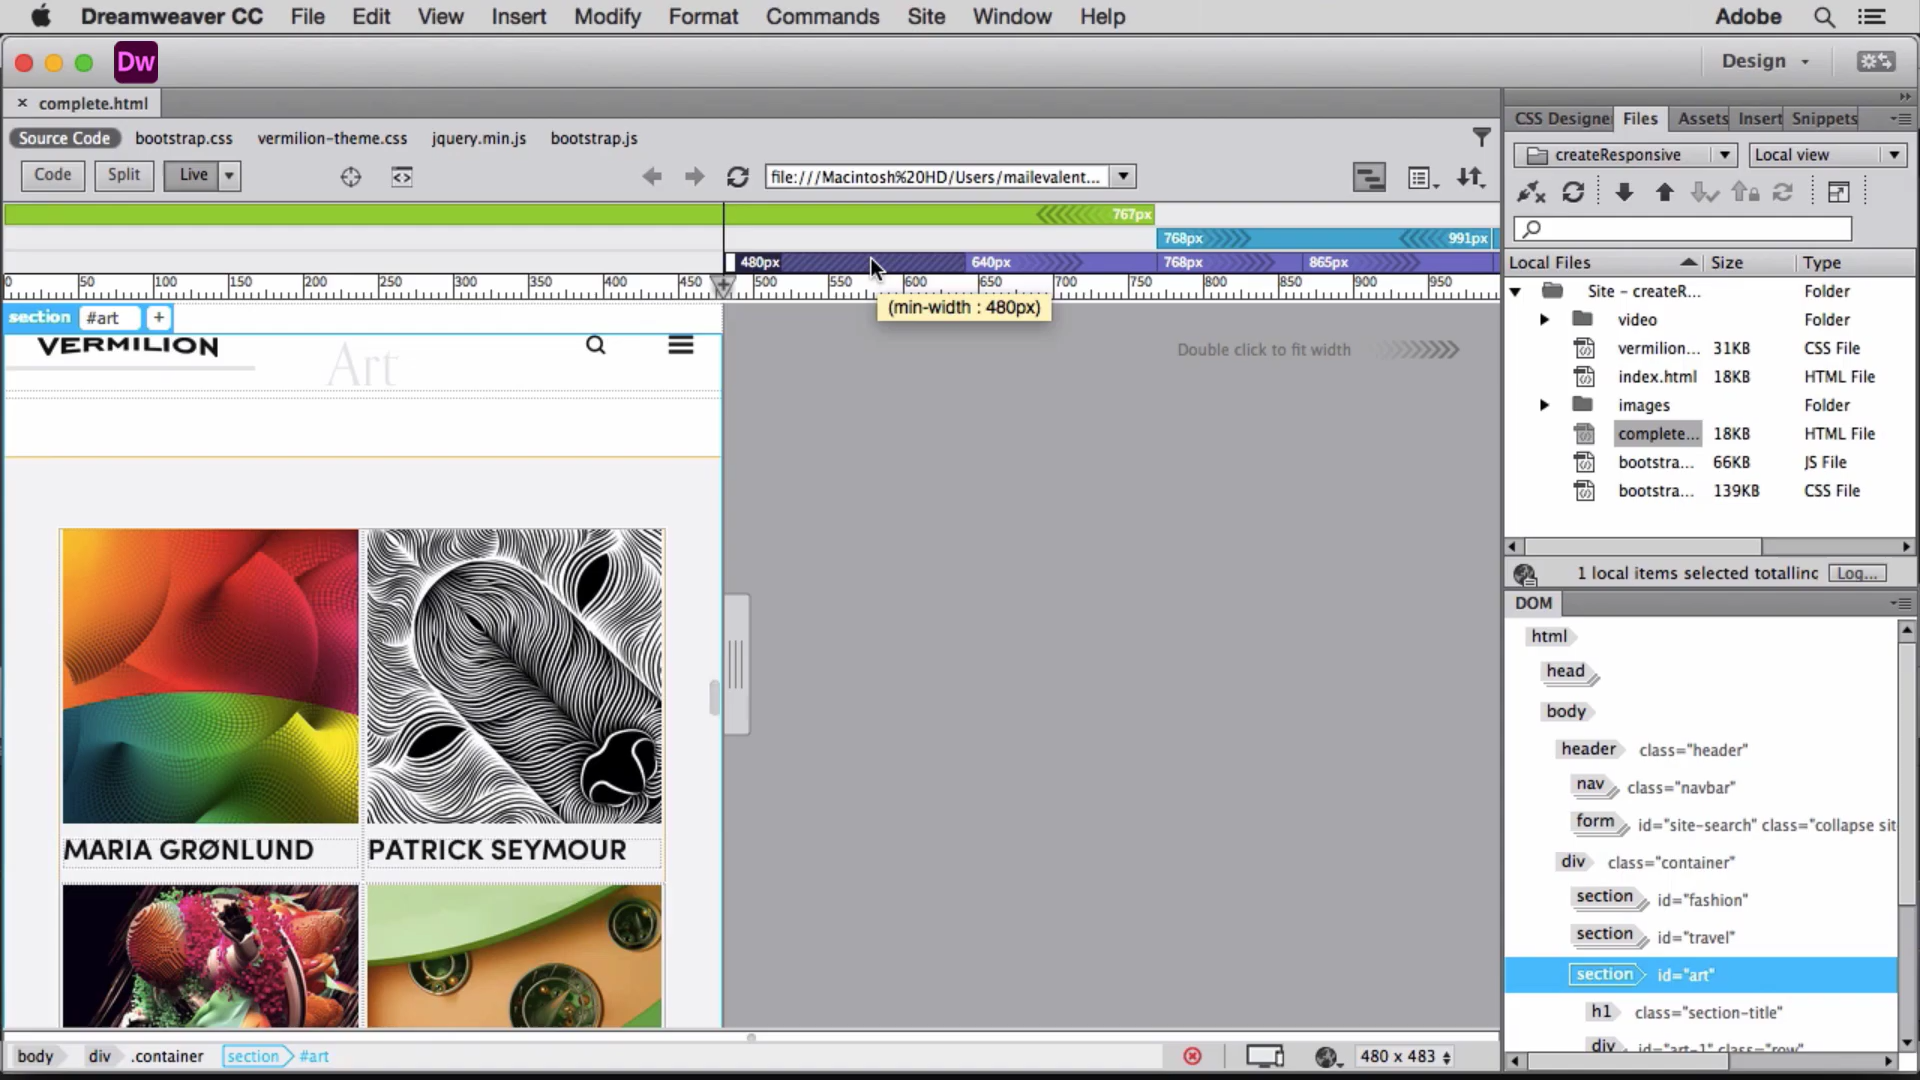 Dreamweaver CC File Edit View Insert Modify Format Commands Site Window Help Adobe
Dw Design
complete.html
Source Code bootstrap.css vermilion-theme.css jquery.min.js bootstrap.js
Code Split Live file:///Macintosh%20HD/Users/mailevalent...
767px
768px 991px
480px 640px 768px 865px
0 50 100 150 200 250 300 350 400 450 500 550 600 650 700 750 800 850 900 950
(min-width : 480px)
section #art +
VERMILION
Art
Double click to fit width
MARIA GRØNLUND PATRICK SEYMOUR
body div .container section #art 480 x 483
CSS Designe Files Assets Insert Snippets
createResponsive Local view
Local Files Size Type
Site - createR... Folder
video Folder
vermilion... 31KB CSS File
index.html 18KB HTML File
images Folder
complete... 18KB HTML File
bootstra... 66KB JS File
bootstra... 139KB CSS File
1 local items selected totalling Log...
DOM
html
head
body
header class="header"
nav class="navbar"
form id="site-search" class="collapse sit
div class="container"
section id="fashion"
section id="travel"
section id="art"
h1 class="section-title"
div id="art-1" class="row"